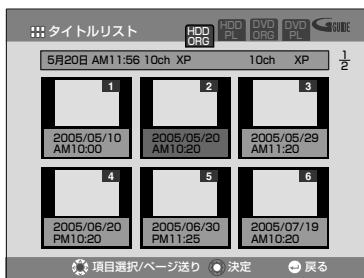 タイトルリスト
HDD ORG
HDD PL
DVD ORG
DVD PL
G GUIDE
5月20日 AM11:56 10ch XP 10ch XP
1/2
1
2
3
2005/05/10 AM10:00
2005/05/20 AM10:20
2005/05/29 AM11:20
4
5
6
2005/06/20 PM10:20
2005/06/30 PM11:25
2005/07/19 AM10:20
項目選択/ページ送り 決定 戻る